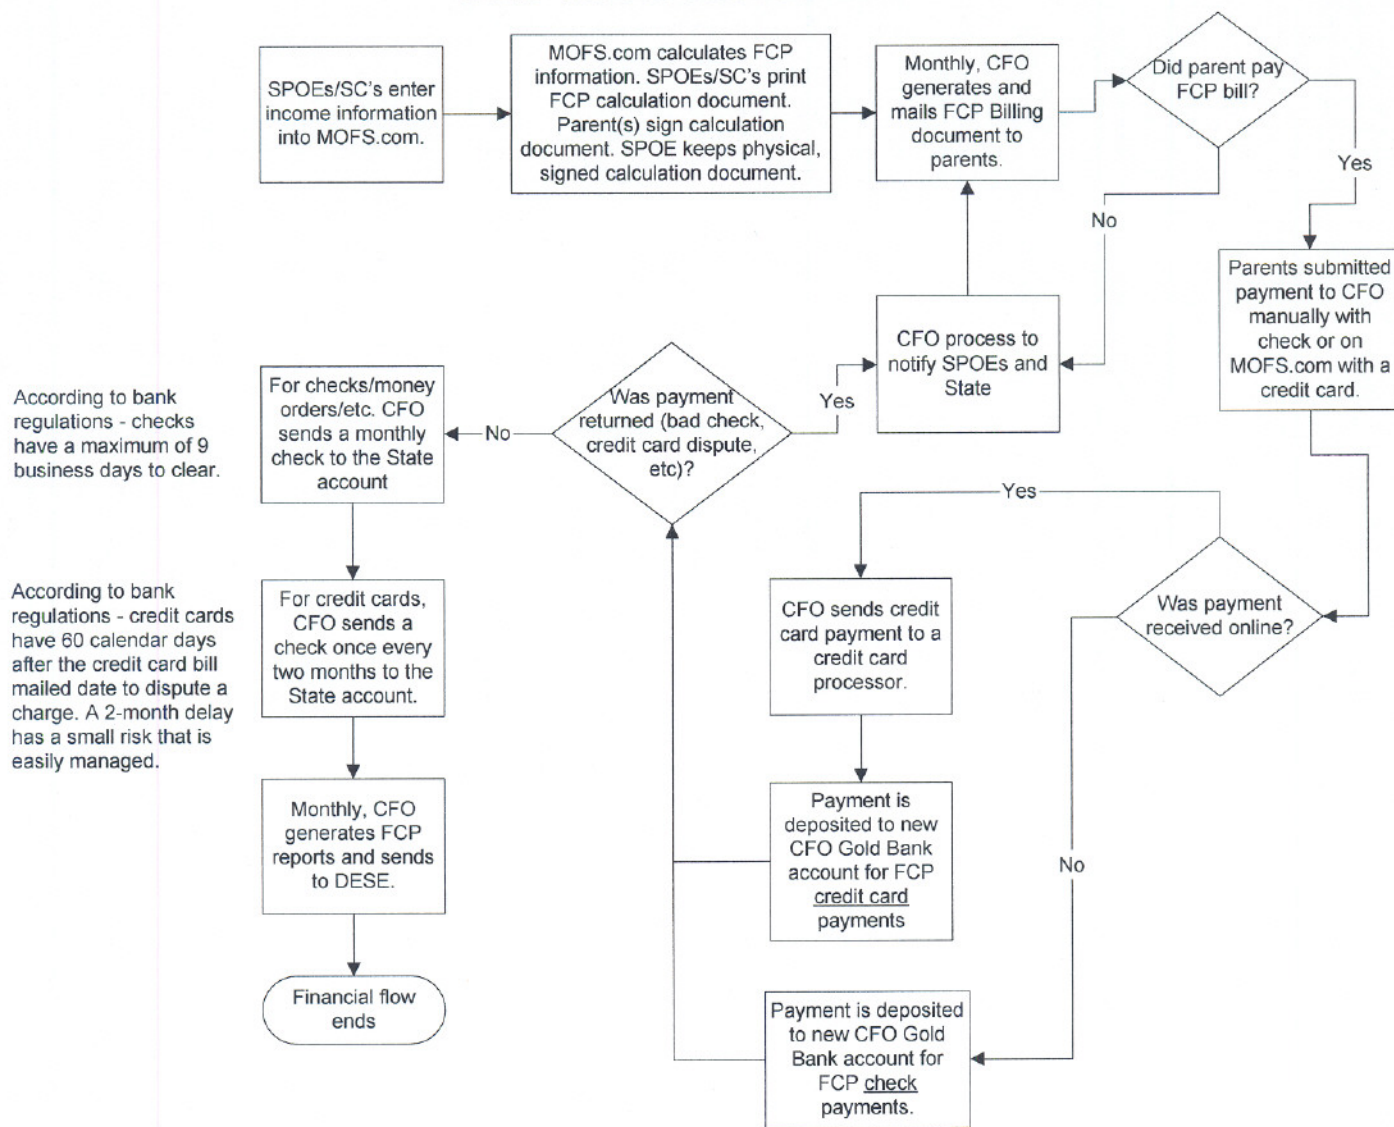 SPOEs/SC's enter
income information
into MOFS.com.
MOFS.com calculates FCP
information. SPOEs/SC's print
FCP calculation document.
Parent(s) sign calculation
document. SPOE keeps physical,
signed calculation document.
Monthly, CFO
generates and
mails FCP Billing
document to
parents.
Did parent pay
FCP bill?
Yes
No
Parents submitted
payment to CFO
manually with
check or on
MOFS.com with a
credit card.
CFO process to
notify SPOEs and
State
Was payment
returned (bad check,
credit card dispute,
etc)?
Yes
No
For checks/money
orders/etc. CFO
sends a monthly
check to the State
account
According to bank
regulations - checks
have a maximum of 9
business days to clear.
Yes
Was payment
received online?
No
CFO sends credit
card payment to a
credit card
processor.
For credit cards,
CFO sends a
check once every
two months to the
State account.
According to bank
regulations - credit cards
have 60 calendar days
after the credit card bill
mailed date to dispute a
charge. A 2-month delay
has a small risk that is
easily managed.
Payment is
deposited to new
CFO Gold Bank
account for FCP
credit card
payments
Monthly, CFO
generates FCP
reports and sends
to DESE.
Financial flow
ends
Payment is deposited
to new CFO Gold
Bank account for
FCP check
payments.